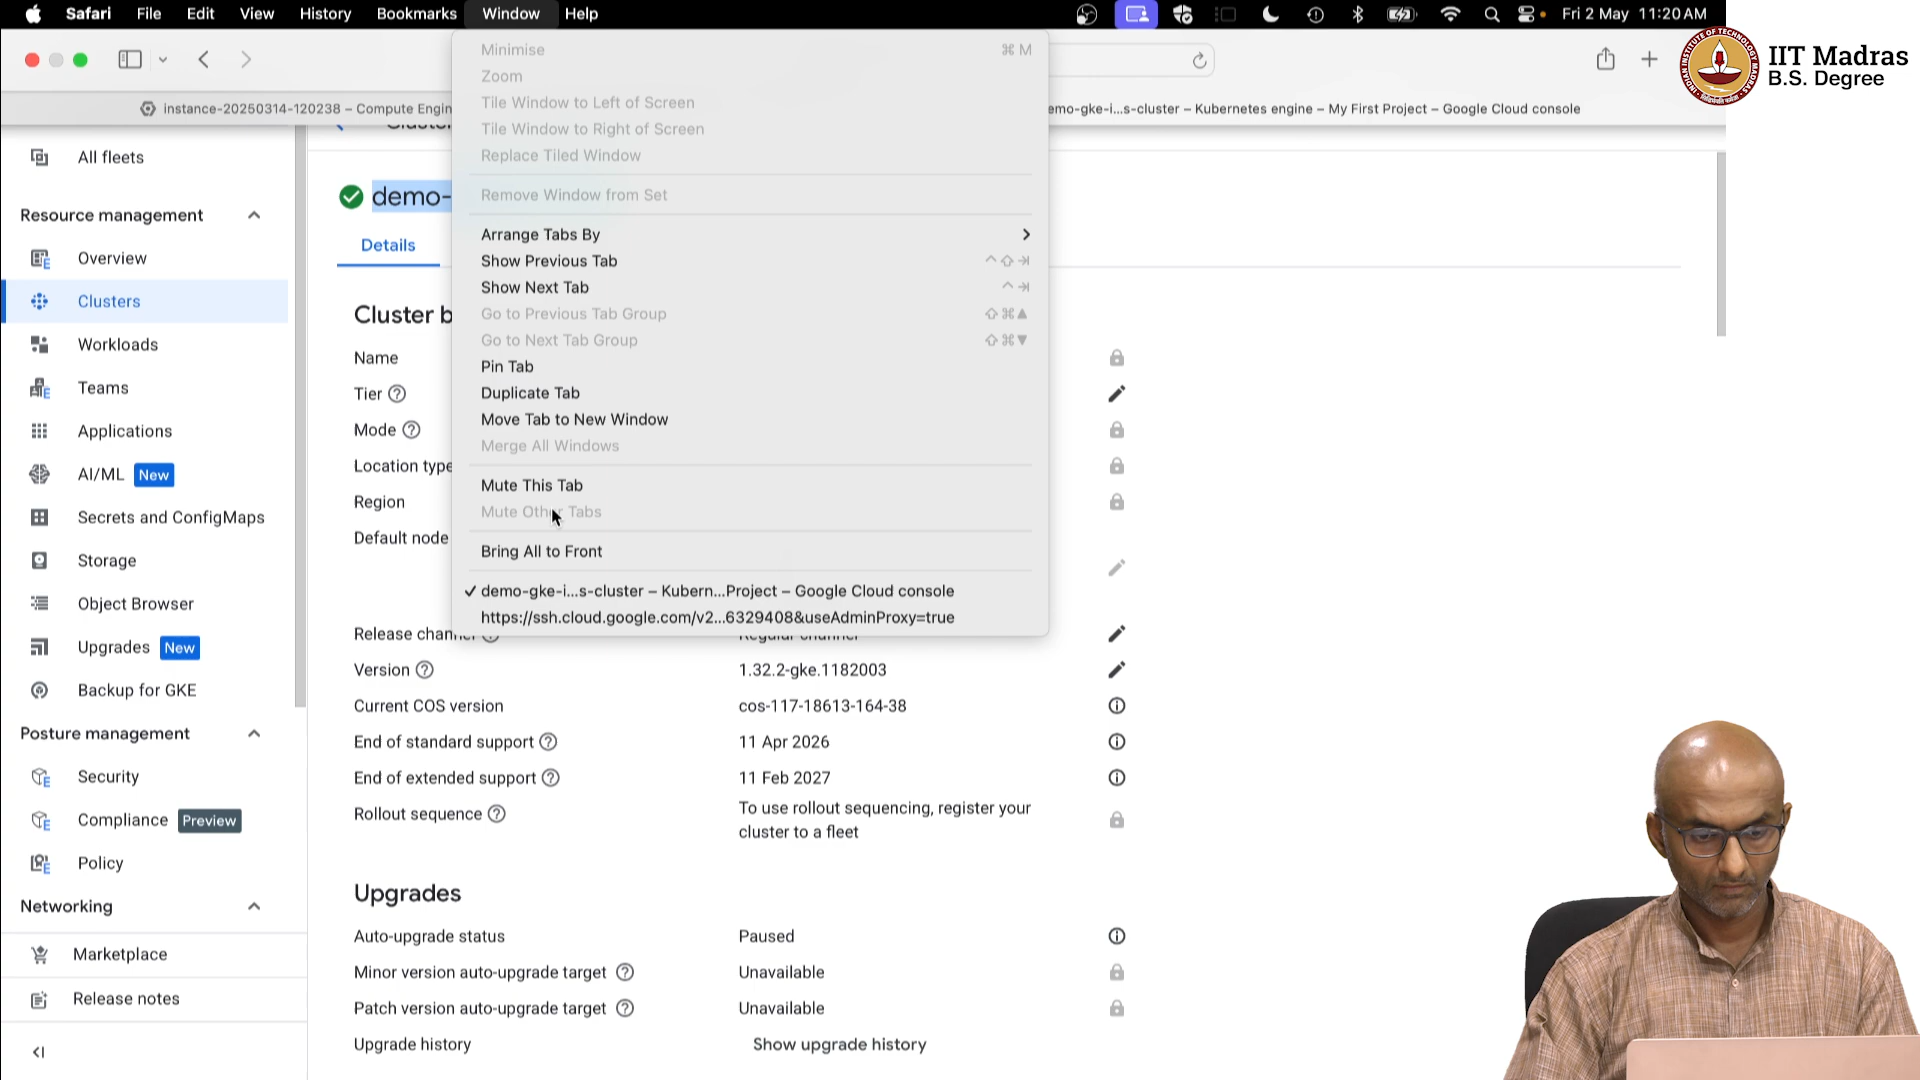 Safari File Edit View History Bookmarks Window Help
Fri 2 May 11:20 AM
IIT Madras
B.S. Degree
instance-20250314-120238 – Compute Engin
emo-gke-i...s-cluster – Kubernetes engine – My First Project – Google Cloud console
Minimise ⌘ M
Zoom
Tile Window to Left of Screen
Tile Window to Right of Screen
Replace Tiled Window
Remove Window from Set
Arrange Tabs By
Show Previous Tab
Show Next Tab
Go to Previous Tab Group
Go to Next Tab Group
Pin Tab
Duplicate Tab
Move Tab to New Window
Merge All Windows
Mute This Tab
Mute Other Tabs
Bring All to Front
✓ demo-gke-i...s-cluster – Kubern...Project – Google Cloud console
https://ssh.cloud.google.com/v2...6329408&useAdminProxy=true
All fleets
Resource management
Overview
Clusters
Workloads
Teams
Applications
AI/ML New
Secrets and ConfigMaps
Storage
Object Browser
Upgrades New
Backup for GKE
Posture management
Security
Compliance Preview
Policy
Networking
Marketplace
Release notes
demo-
Details
Cluster b
Name
Tier
Mode
Location type
Region
Default node
Release channel Regular channel
Version 1.32.2-gke.1182003
Current COS version cos-117-18613-164-38
End of standard support 11 Apr 2026
End of extended support 11 Feb 2027
Rollout sequence To use rollout sequencing, register your
cluster to a fleet
Upgrades
Auto-upgrade status Paused
Minor version auto-upgrade target Unavailable
Patch version auto-upgrade target Unavailable
Upgrade history Show upgrade history